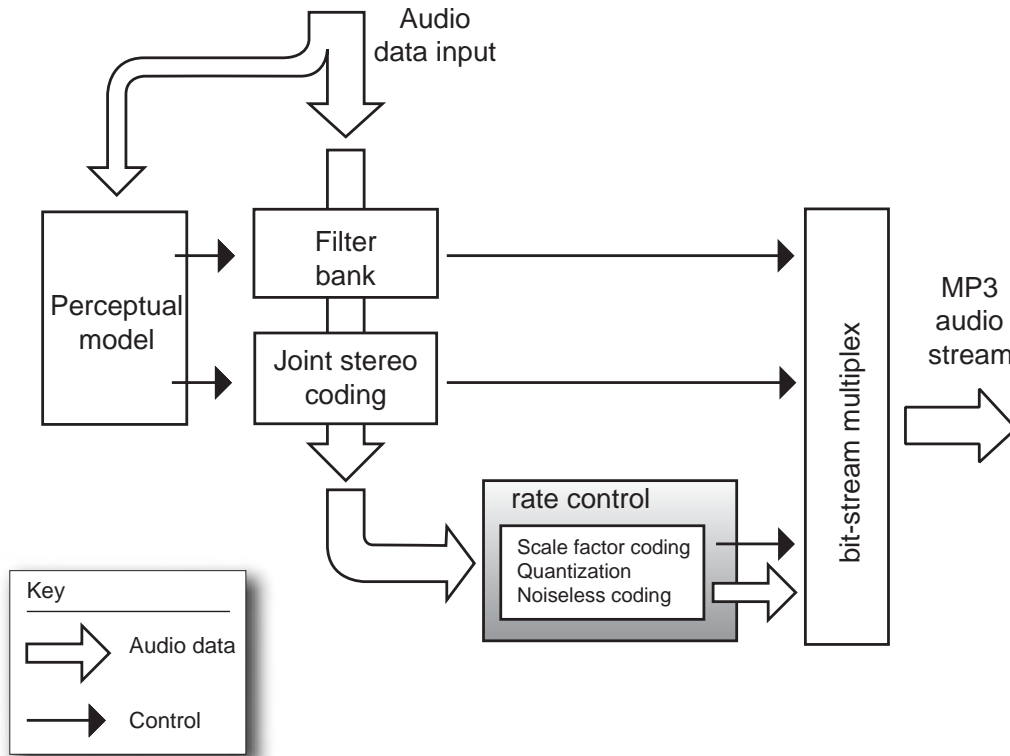 Audio
data input
Perceptual
model
Filter
bank
Joint stereo
coding
rate control
Scale factor coding
Quantization
Noiseless coding
bit-stream multiplex
MP3
audio
stream
Key
Audio data
Control